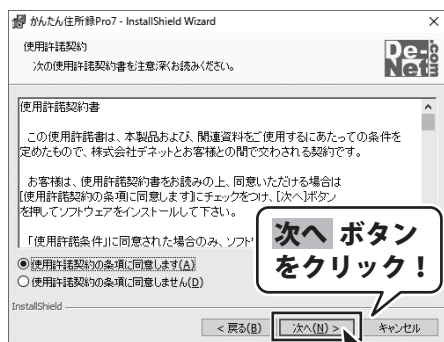 かんたん住所録Pro7 - InstallShield Wizard
使用許諾契約
次の使用許諾契約書を注意深くお読みください。
De-
Net
.com
使用許諾契約書
この使用許諾書は、本製品および、関連資料をご使用するにあたっての条件を
定めたもので、株式会社デネットとお客様との間で交わされる契約です。
お客様は、使用許諾契約書をお読みの上、同意いただける場合は
[使用許諾契約の条項に同意します]にチェックをつけ、[次へ]ボタン
を押してソフトウェアをインストールして下さい。
「使用許諾条件」に同意された場合のみ、ソフト
使用許諾契約の条項に同意します(A)
使用許諾契約の条項に同意しません(D)
次へ ボタン
をクリック！
InstallShield
< 戻る(B)
次へ(N) >
キャンセル